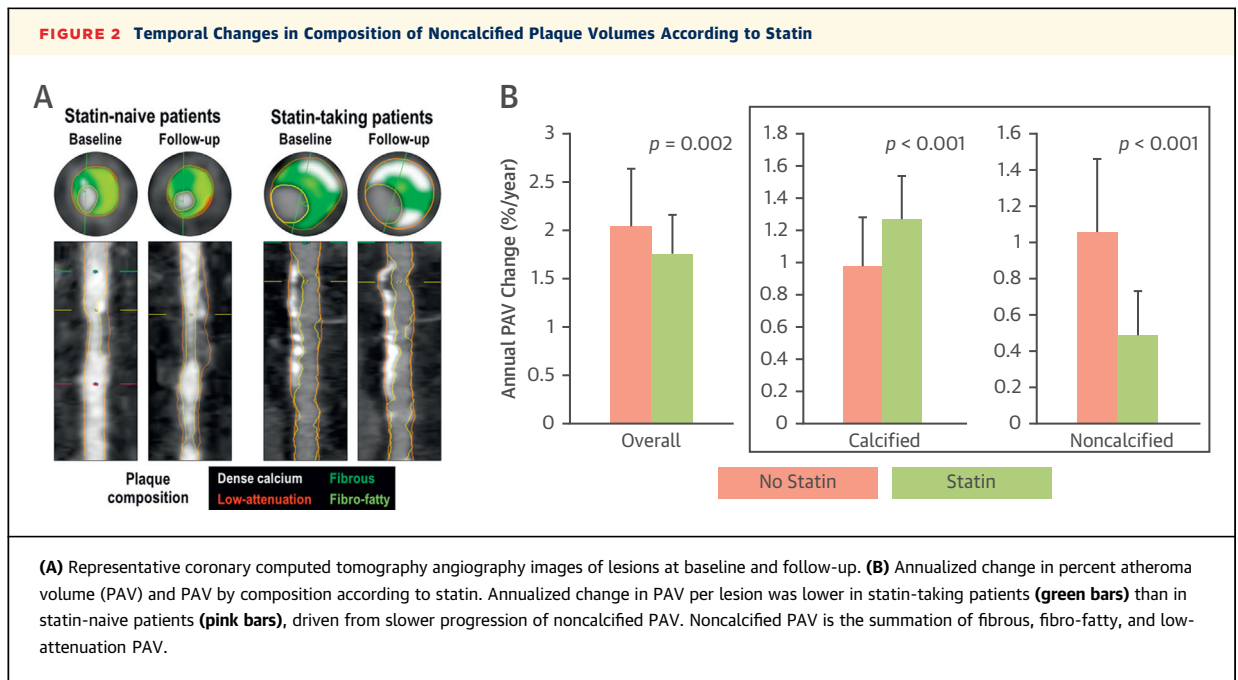 FIGURE 2 Temporal Changes in Composition of Noncalcified Plaque Volumes According to Statin
A
Statin-naive patients
Baseline Follow-up
Statin-taking patients
Baseline Follow-up
Plaque composition
Dense calcium Fibrous
Low-attenuation Fibro-fatty
B
Annual PAV Change (%/year)
3
2.5
2
1.5
1
0.5
0
p = 0.002
Overall
1.8
1.6
1.4
1.2
1
0.8
0.6
0.4
0.2
0
p < 0.001
Calcified
1.6
1.4
1.2
1
0.8
0.6
0.4
0.2
0
p < 0.001
Noncalcified
No Statin
Statin
(A) Representative coronary computed tomography angiography images of lesions at baseline and follow-up. (B) Annualized change in percent atheroma
volume (PAV) and PAV by composition according to statin. Annualized change in PAV per lesion was lower in statin-taking patients (green bars) than in
statin-naive patients (pink bars), driven from slower progression of noncalcified PAV. Noncalcified PAV is the summation of fibrous, fibro-fatty, and low-
attenuation PAV.